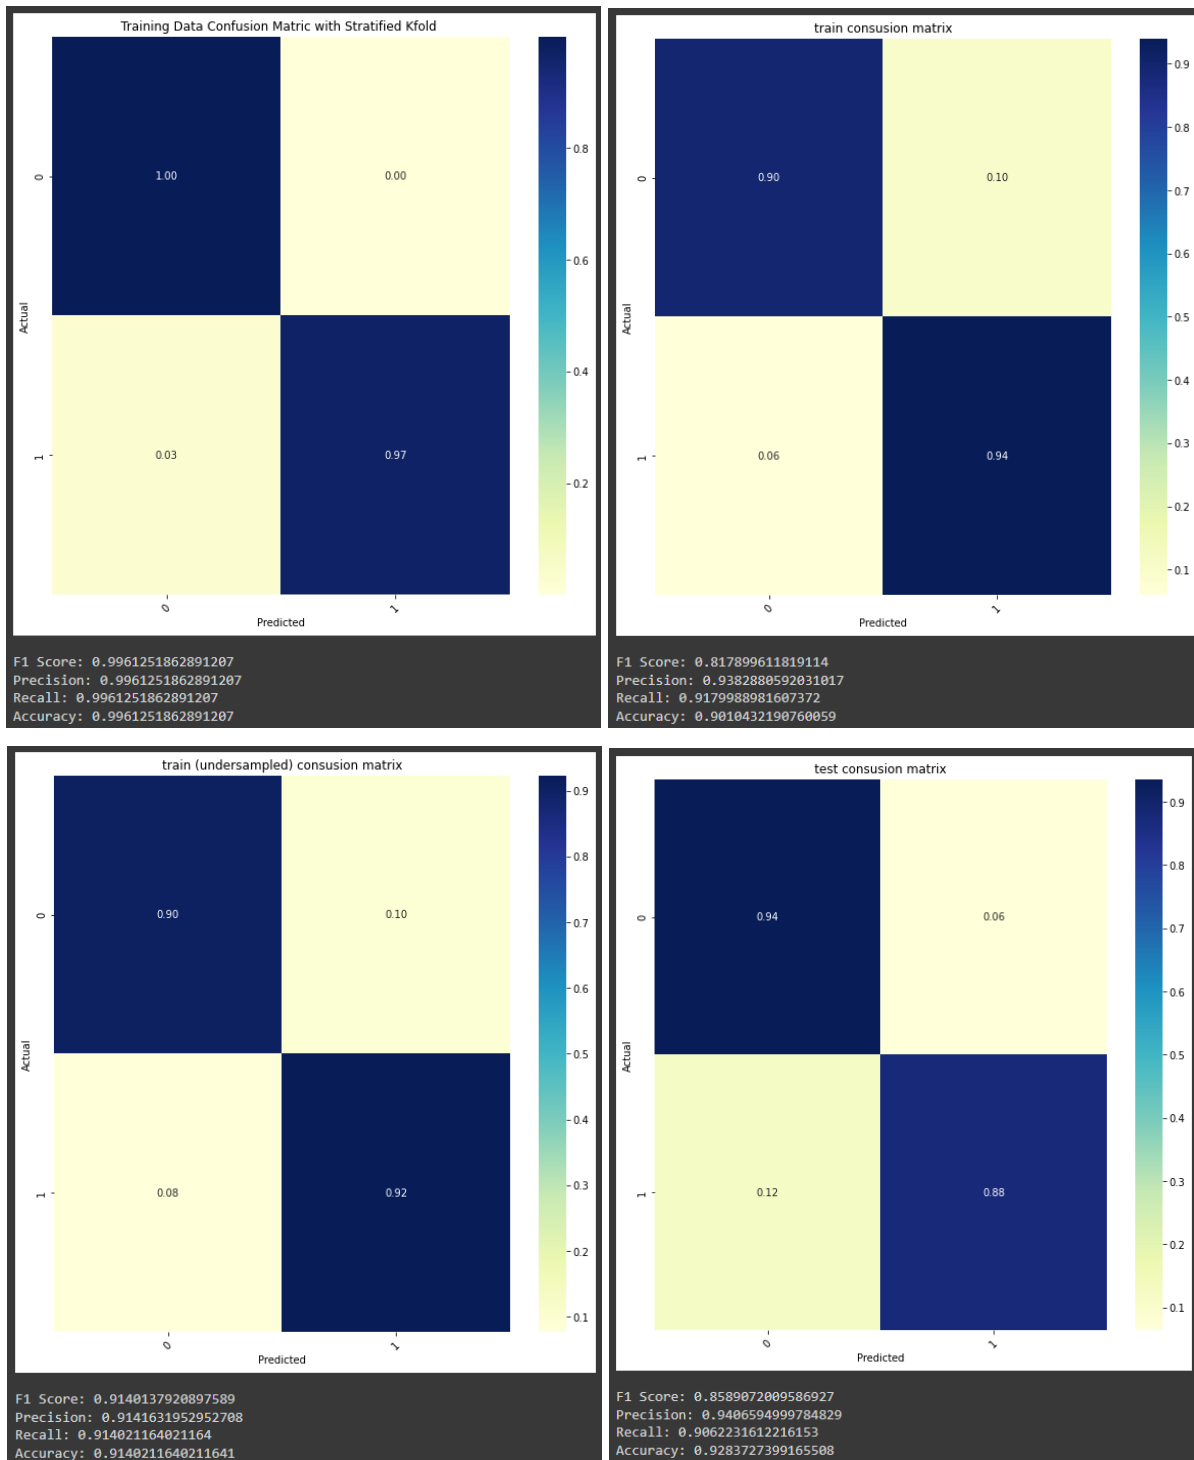 Training Data Confusion Matric with Stratified Kfold
0.8
0.6
0.4
0.2
Actual
0
1
1.00
0.00
0.03
0.97
0
1
Predicted
F1 Score: 0.9961251862891207
Precision: 0.9961251862891207
Recall: 0.9961251862891207
Accuracy: 0.9961251862891207
train consusion matrix
0.9
0.8
0.7
0.6
0.5
0.4
0.3
0.2
0.1
Actual
0
1
0.90
0.10
0.06
0.94
0
1
Predicted
F1 Score: 0.817899611819114
Precision: 0.9382880592031017
Recall: 0.9179988981607372
Accuracy: 0.9010432190760059
train (undersampled) consusion matrix
0.9
0.8
0.7
0.6
0.5
0.4
0.3
0.2
0.1
Actual
0
1
0.90
0.10
0.08
0.92
0
1
Predicted
F1 Score: 0.9140137920897589
Precision: 0.9141631952952708
Recall: 0.914021164021164
Accuracy: 0.9140211640211641
test consusion matrix
0.9
0.8
0.7
0.6
0.5
0.4
0.3
0.2
0.1
Actual
0
1
0.94
0.06
0.12
0.88
0
1
Predicted
F1 Score: 0.8589072009586927
Precision: 0.9406594999784829
Recall: 0.9062231612216153
Accuracy: 0.9283727399165508